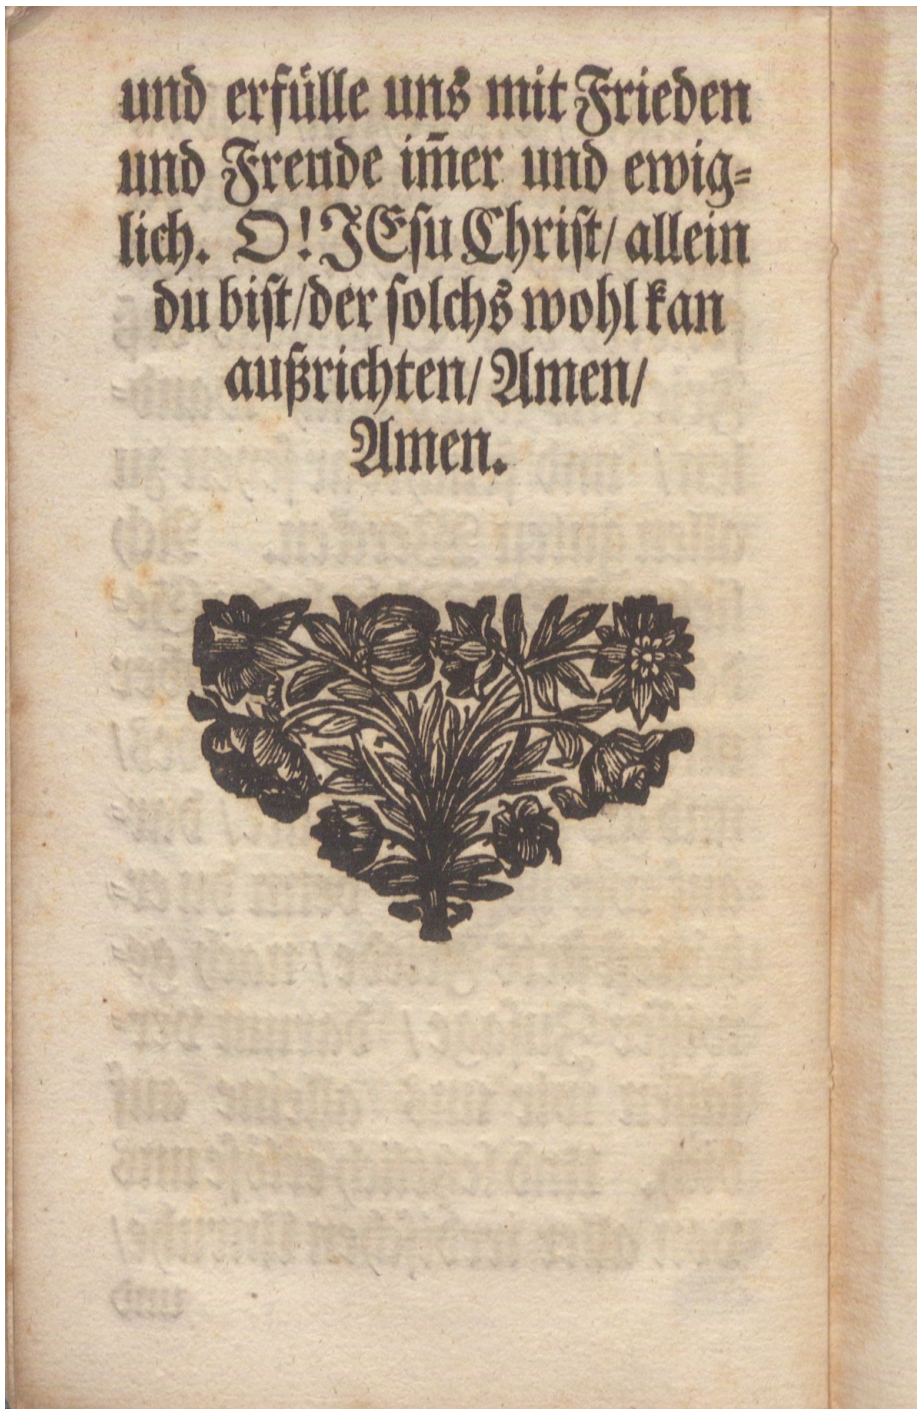 und erfülle uns mit Frieden
und Freude im̃er und ewig⸗
lich. O! JEsu Christ/ allein
du bist/der solchs wohl kan
außrichten/ Amen/
Amen.